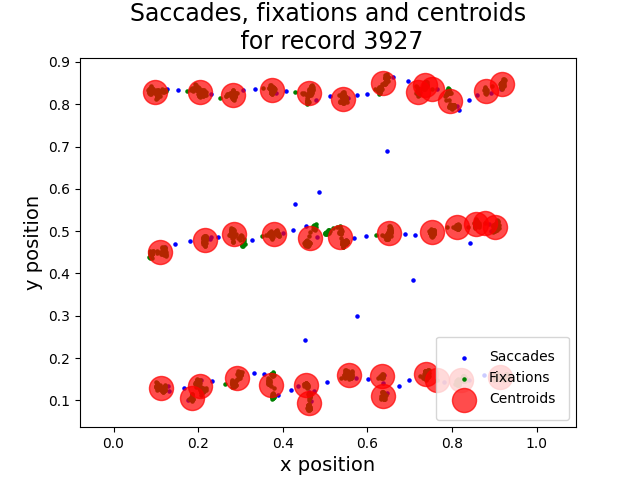 Saccades, fixations and centroids
for record 3927
0.9
0.8
0.7
0.6
0.5
0.4
0.3
0.2
0.1
y position
0.0
0.2
0.4
0.6
0.8
1.0
x position
Saccades
Fixations
Centroids